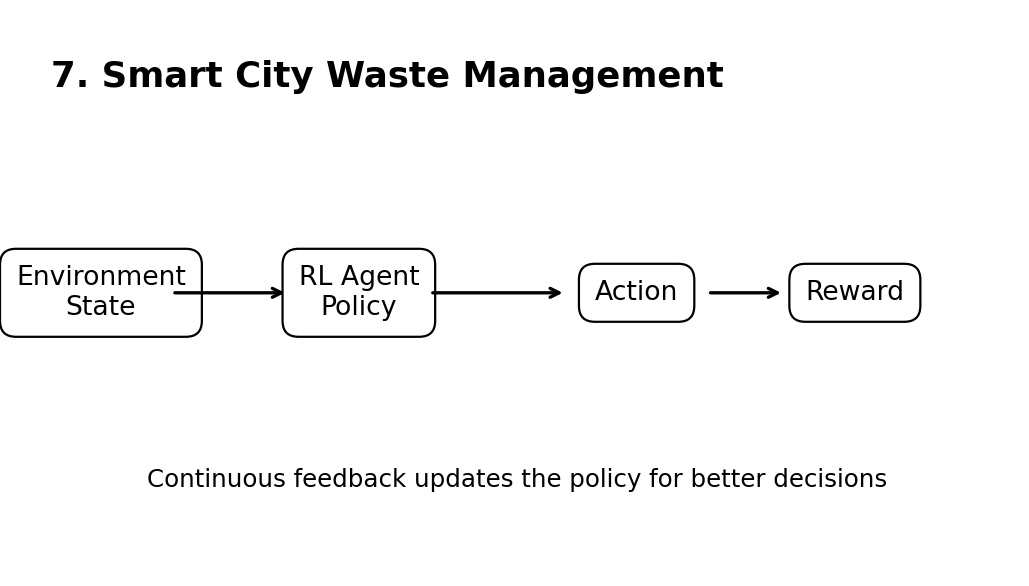 7. Smart City Waste Management
Environment
State
RL Agent
Policy
Action
Reward
Continuous feedback updates the policy for better decisions